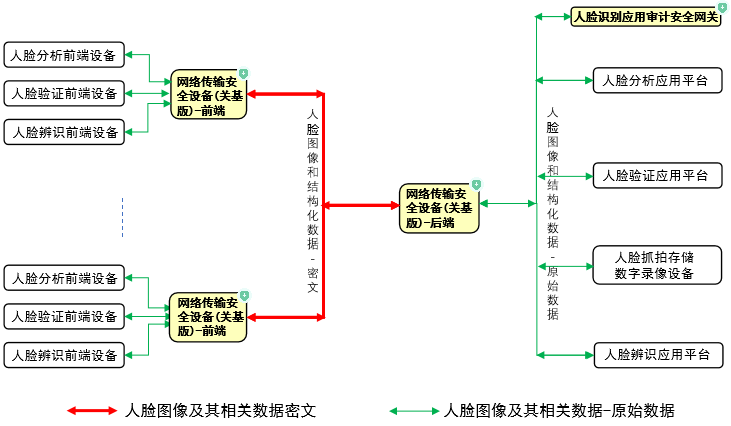 人脸识别应用审计安全网关
人脸分析前端设备
人脸验证前端设备
人脸辨识前端设备
网络传输安
全设备(关基
版)-前端
人脸图像和结构化数据-密文
网络传输安
全设备(关基
版)-后端
人脸图像和结构化数据-原始数据
人脸分析应用平台
人脸验证应用平台
人脸抓拍存储
数字录像设备
人脸辨识应用平台
人脸分析前端设备
人脸验证前端设备
人脸辨识前端设备
网络传输安
全设备(关基
版)-前端
人脸图像及其相关数据密文
人脸图像及其相关数据-原始数据